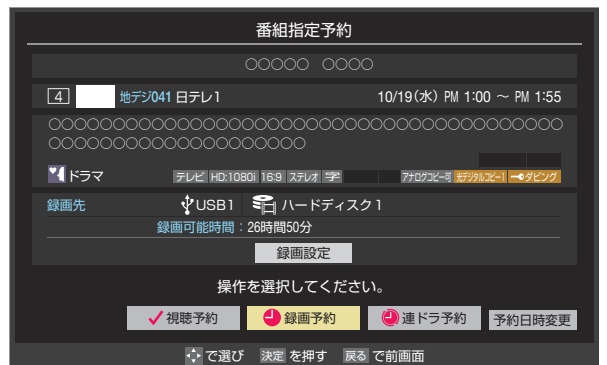 番組指定予約
○○○○○ ○○○○
4 地デジ041 日テレ1 10/19(水) PM 1:00 ～ PM 1:55
○○○○○○○○○○○○○○○○○○○○○○○○○○○○○○○○
○○○○○○○○○○○○○○○○
ドラマ テレビ HD:1080i 16:9 ステレオ 字 アナログコピー可 光デジタルコピー1 ダビング
録画先 USB1 ハードディスク1
録画可能時間：26時間50分
録画設定
操作を選択してください。
視聴予約 録画予約 連ドラ予約 予約日時変更
で選び 決定 を押す 戻る で前画面